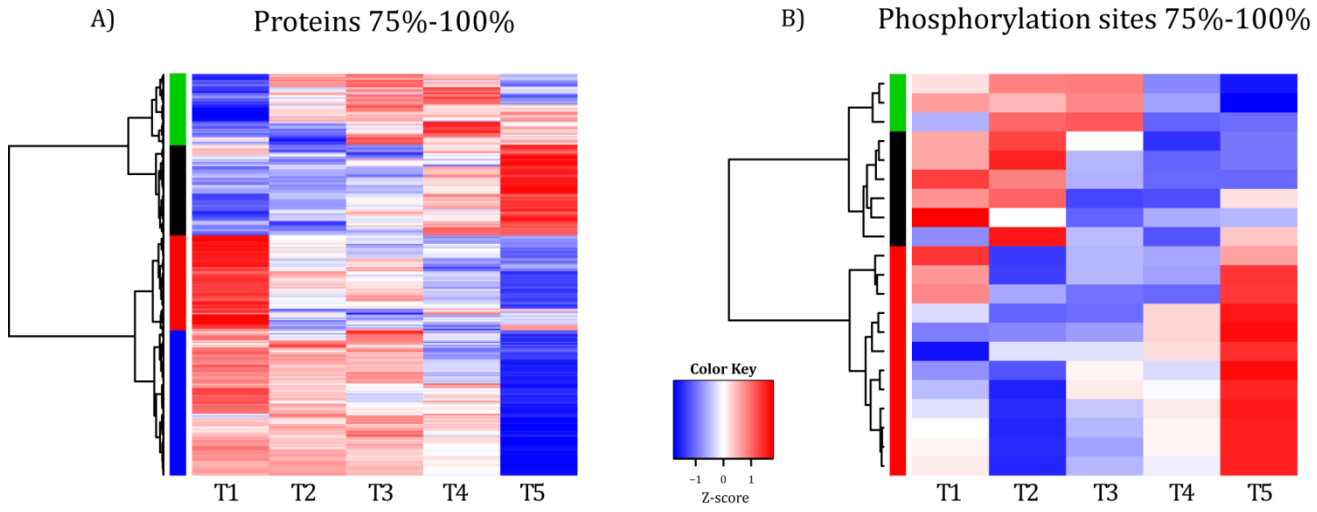 A) Proteins 75%-100%
T1 T2 T3 T4 T5
Color Key
−1 0 1
Z-score
B) Phosphorylation sites 75%-100%
T1 T2 T3 T4 T5